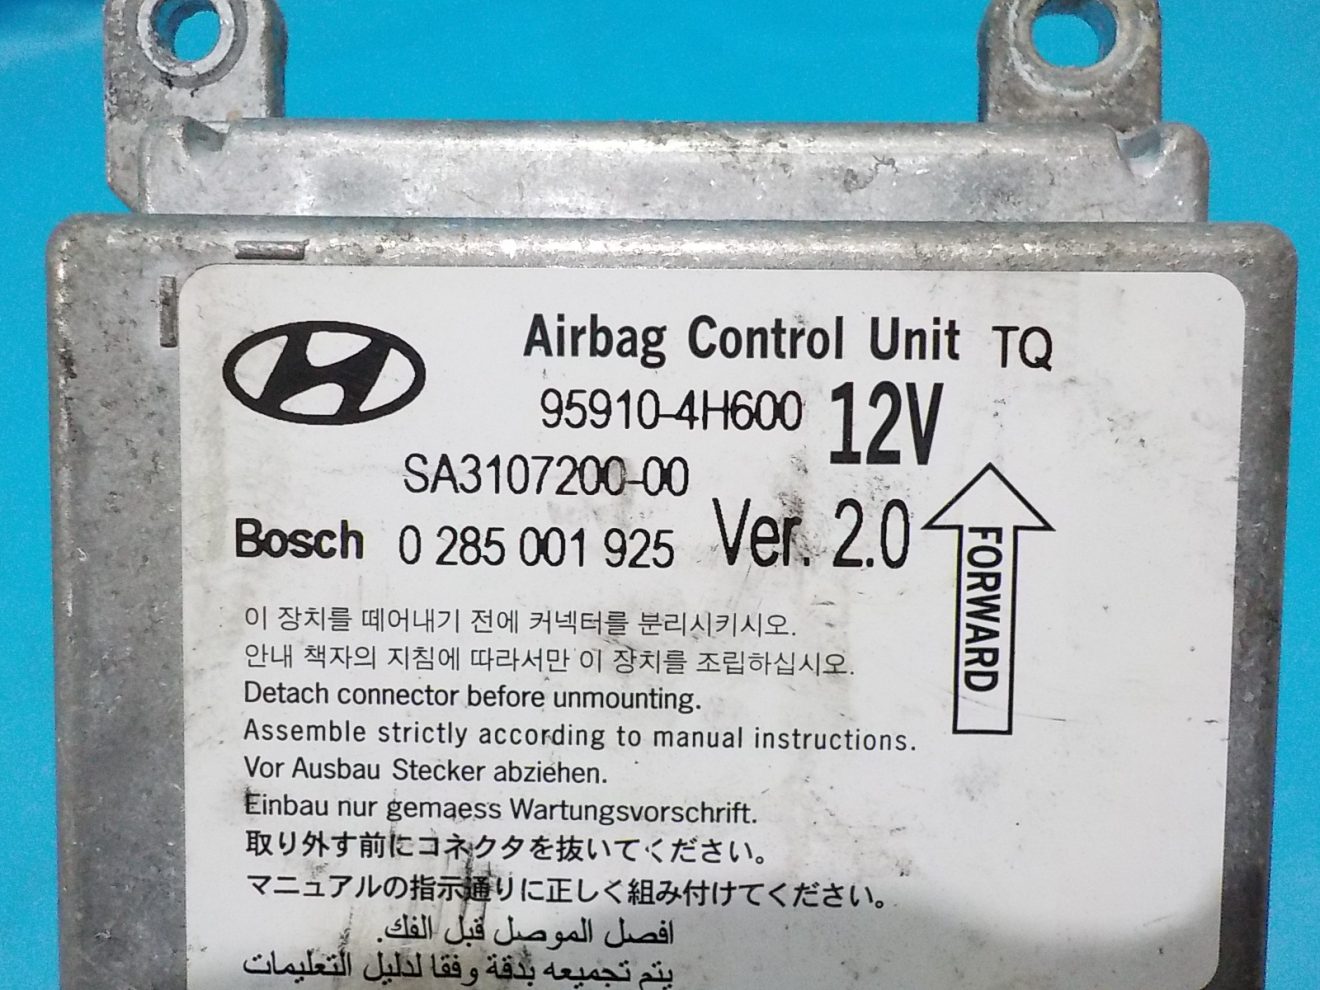 Airbag Control Unit TQ
95910-4H600 12V
SA3107200-00
Bosch 0 285 001 925 Ver. 2.0
FORWARD
이 장치를 떼어내기 전에 커넥터를 분리시키시오.
안내 책자의 지침에 따라서만 이 장치를 조립하십시오.
Detach connector before unmounting.
Assemble strictly according to manual instructions.
Vor Ausbau Stecker abziehen.
Einbau nur gemaess Wartungsvorschrift.
取り外す前にコネクタを抜いてください。
マニュアルの指示通りに正しく組み付けてください。
افصل الموصل قبل الفك.
يتم تجميعه بدقة وفقا لدليل التعليمات